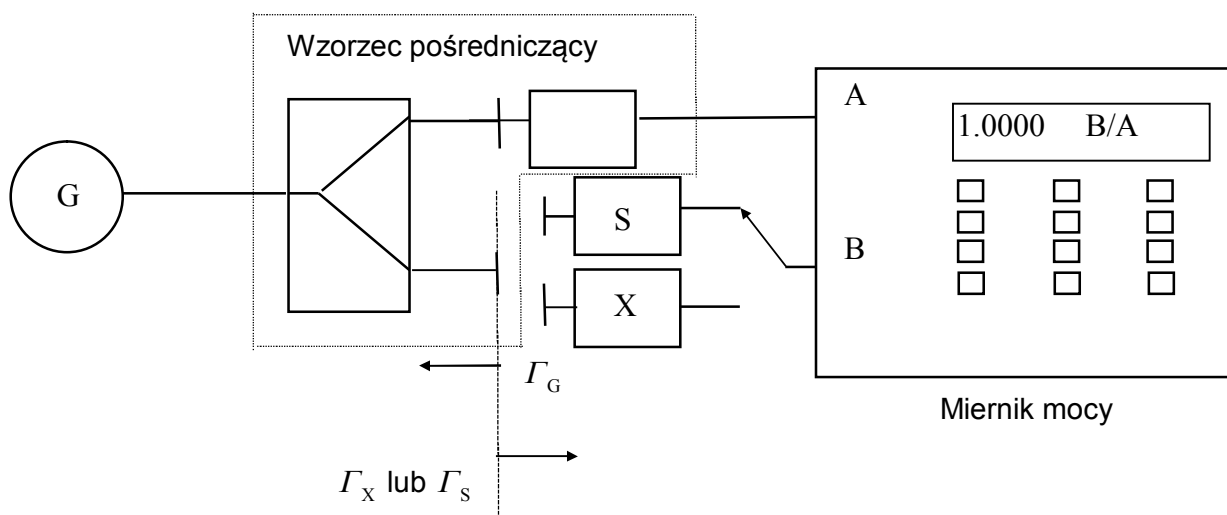 Wzorzec pośredniczący
A
1.0000 B/A
G
S
B
X
Γ_G
Miernik mocy
Γ_X lub Γ_S